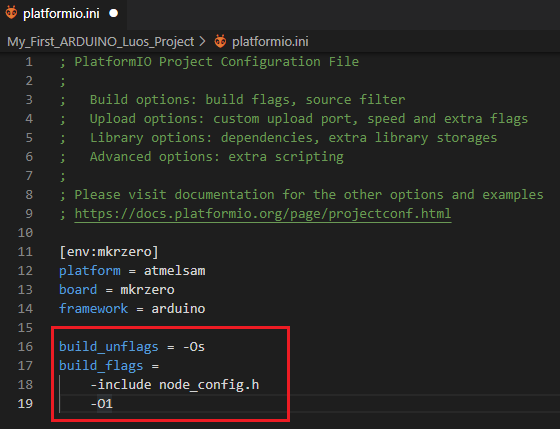 platformio.ini
My_First_ARDUINO_Luos_Project > platformio.ini
1 ; PlatformIO Project Configuration File
2 ;
3 ;   Build options: build flags, source filter
4 ;   Upload options: custom upload port, speed and extra flags
5 ;   Library options: dependencies, extra library storages
6 ;   Advanced options: extra scripting
7 ;
8 ; Please visit documentation for the other options and examples
9 ; https://docs.platformio.org/page/projectconf.html
10
11 [env:mkrzero]
12 platform = atmelsam
13 board = mkrzero
14 framework = arduino
15
16 build_unflags = -Os
17 build_flags =
18     -include node_config.h
19     -O1